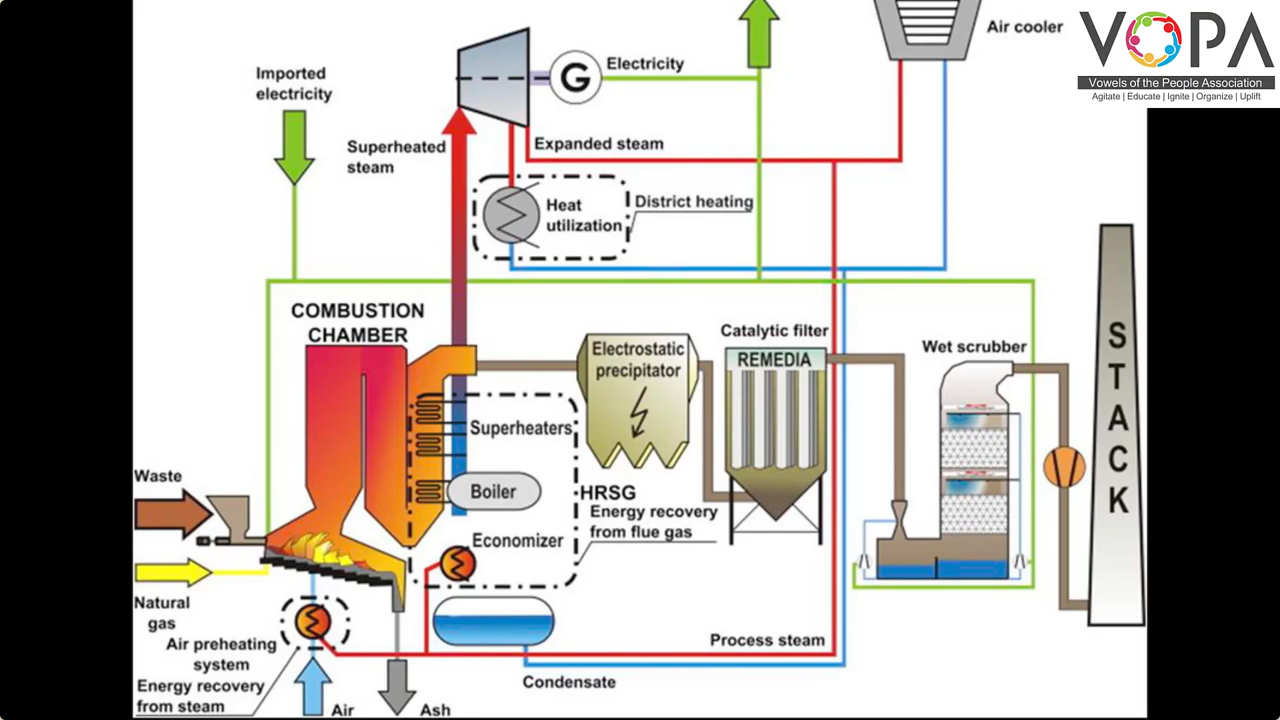 Air cooler
VOPA
Vowels of the People Association
Agitate | Educate | Ignite | Organize | Uplift
Imported
electricity
G
Electricity
Superheated
steam
Expanded steam
Heat
utilization
District heating
COMBUSTION
CHAMBER
Electrostatic
precipitator
Catalytic filter
REMEDIA
Wet scrubber
STACK
Superheaters
Waste
Boiler
HRSG
Energy recovery
from flue gas
Economizer
Natural
gas
Air preheating
system
Energy recovery
from steam
Process steam
Condensate
Air
Ash